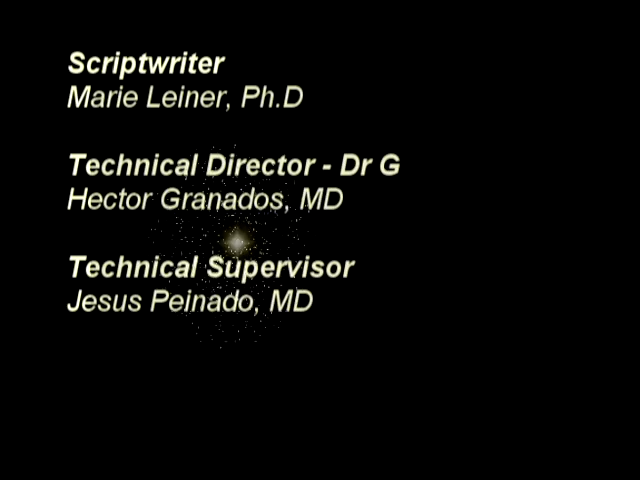 Scriptwriter
Marie Leiner, Ph.D
Technical Director - Dr G
Hector Granados, MD
Technical Supervisor
Jesus Peinado, MD